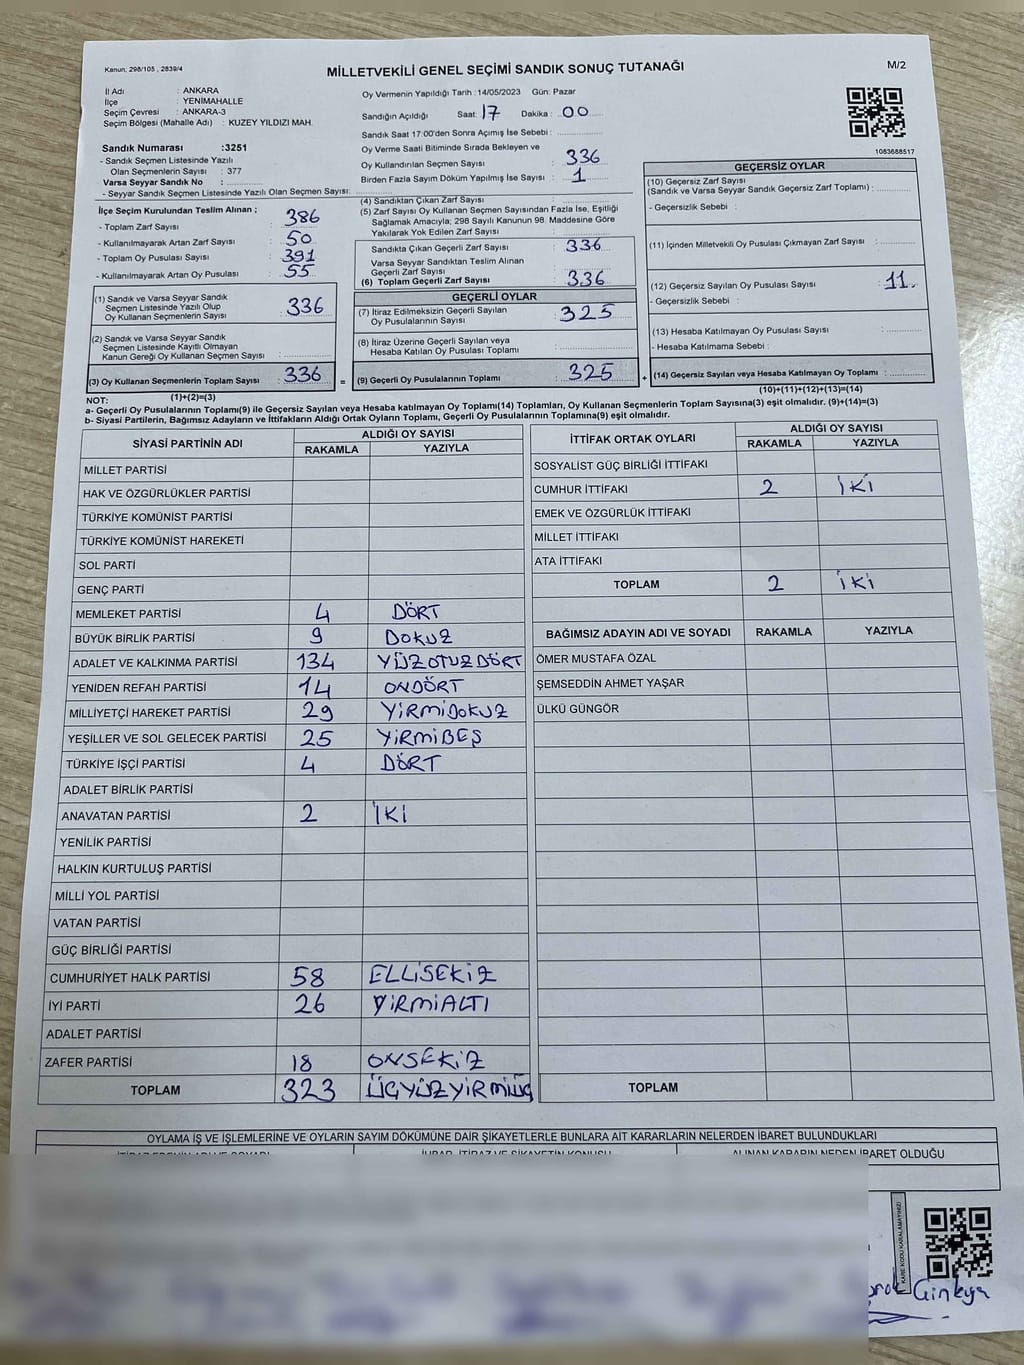 Kanun; 298/105 , 2839/4
MİLLETVEKİLİ GENEL SEÇİMİ SANDIK SONUÇ TUTANAĞI
M/2
İl Adı : ANKARA
İlçe : YENİMAHALLE
Seçim Çevresi : ANKARA-3
Seçim Bölgesi (Mahalle Adı) : KUZEY YILDIZI MAH.
Sandık Numarası :3251
- Sandık Seçmen Listesinde Yazılı
Olan Seçmenlerin Sayısı : 377
Varsa Seyyar Sandık No :
- Seyyar Sandık Seçmen Listesinde Yazılı Olan Seçmen Sayısı:
İlçe Seçim Kurulundan Teslim Alınan ;
- Toplam Zarf Sayısı : 386
- Kullanılmayarak Artan Zarf Sayısı : 50
- Toplam Oy Pusulası Sayısı : 391
- Kullanılmayarak Artan Oy Pusulası : 55
(1) Sandık ve Varsa Seyyar Sandık
Seçmen Listesinde Yazılı Olup
Oy Kullanan Seçmenlerin Sayısı : 336
(2) Sandık ve Varsa Seyyar Sandık
Seçmen Listesinde Kayıtlı Olmayan
Kanun Gereği Oy Kullanan Seçmen Sayısı :
(3) Oy Kullanan Seçmenlerin Toplam Sayısı : 336 =
Oy Vermenin Yapıldığı Tarih :14/05/2023 Gün: Pazar
Sandığın Açıldığı Saat: 17 Dakika : 00
Sandık Saat 17:00'den Sonra Açımış İse Sebebi :
Oy Verme Saati Bitiminde Sırada Bekleyen ve
Oy Kullandırılan Seçmen Sayısı : 336
Birden Fazla Sayım Döküm Yapılmış İse Sayısı : 1
(4) Sandıktan Çıkan Zarf Sayısı :
(5) Zarf Sayısı Oy Kullanan Seçmen Sayısından Fazla İse, Eşitliği
Sağlamak Amacıyla; 298 Sayılı Kanunun 98. Maddesine Göre
Yakılarak Yok Edilen Zarf Sayısı :
Sandıkta Çıkan Geçerli Zarf Sayısı : 336
Varsa Seyyar Sandıktan Teslim Alınan
Geçerli Zarf Sayısı :
(6) Toplam Geçerli Zarf Sayısı : 336
GEÇERLİ OYLAR
(7) İtiraz Edilmeksizin Geçerli Sayılan
Oy Pusulalarının Sayısı : 325
(8) İtiraz Üzerine Geçerli Sayılan veya
Hesaba Katılan Oy Pusulası Toplamı :
(9) Geçerli Oy Pusulalarının Toplamı : 325 +
1083688517
GEÇERSİZ OYLAR
(10) Geçersiz Zarf Sayısı
(Sandık ve Varsa Seyyar Sandık Geçersiz Zarf Toplamı) :
- Geçersizlik Sebebi :
(11) İçinden Milletvekili Oy Pusulası Çıkmayan Zarf Sayısı :
(12) Geçersiz Sayılan Oy Pusulası Sayısı : 11.
- Geçersizlik Sebebi :
(13) Hesaba Katılmayan Oy Pusulası Sayısı :
- Hesaba Katılmama Sebebi :
(14) Geçersiz Sayılan veya Hesaba Katılmayan Oy Toplamı :
NOT: (1)+(2)=(3) (10)+(11)+(12)+(13)=(14)
a- Geçerli Oy Pusulalarının Toplamı(9) ile Geçersiz Sayılan veya Hesaba katılmayan Oy Toplamı(14) Toplamları, Oy Kullanan Seçmenlerin Toplam Sayısına(3) eşit olmalıdır. (9)+(14)=(3)
b- Siyasi Partilerin, Bağımsız Adayların ve İttifakların Aldığı Ortak Oyların Toplamı, Geçerli Oy Pusulalarının Toplamına(9) eşit olmalıdır.
SİYASİ PARTİNİN ADI ALDIĞI OY SAYISI
RAKAMLA YAZIYLA
MİLLET PARTİSİ
HAK VE ÖZGÜRLÜKLER PARTİSİ
TÜRKİYE KOMÜNİST PARTİSİ
TÜRKİYE KOMÜNİST HAREKETİ
SOL PARTİ
GENÇ PARTİ
MEMLEKET PARTİSİ 4 DÖRT
BÜYÜK BİRLİK PARTİSİ 9 DOKUZ
ADALET VE KALKINMA PARTİSİ 134 YÜZOTUZDÖRT
YENİDEN REFAH PARTİSİ 14 ONDÖRT
MİLLİYETÇİ HAREKET PARTİSİ 29 YİRMİDOKUZ
YEŞİLLER VE SOL GELECEK PARTİSİ 25 YİRMİBEŞ
TÜRKİYE İŞÇİ PARTİSİ 4 DÖRT
ADALET BİRLİK PARTİSİ
ANAVATAN PARTİSİ 2 İKİ
YENİLİK PARTİSİ
HALKIN KURTULUŞ PARTİSİ
MİLLİ YOL PARTİSİ
VATAN PARTİSİ
GÜÇ BİRLİĞİ PARTİSİ
CUMHURİYET HALK PARTİSİ 58 ELLİSEKİZ
İYİ PARTİ 26 YİRMİALTI
ADALET PARTİSİ
ZAFER PARTİSİ 18 ONSEKİZ
TOPLAM 323 ÜÇYÜZYİRMİÜÇ
İTTİFAK ORTAK OYLARI ALDIĞI OY SAYISI
RAKAMLA YAZIYLA
SOSYALİST GÜÇ BİRLİĞİ İTTİFAKI
CUMHUR İTTİFAKI 2 İKİ
EMEK VE ÖZGÜRLÜK İTTİFAKI
MİLLET İTTİFAKI
ATA İTTİFAKI
TOPLAM 2 İKİ
BAĞIMSIZ ADAYIN ADI VE SOYADI RAKAMLA YAZIYLA
ÖMER MUSTAFA ÖZAL
ŞEMSEDDİN AHMET YAŞAR
ÜLKÜ GÜNGÖR
TOPLAM
OYLAMA İŞ VE İŞLEMLERİNE VE OYLARIN SAYIM DÖKÜMÜNE DAİR ŞİKAYETLERLE BUNLARA AİT KARARLARIN NELERDEN İBARET BULUNDUKLARI
İTİRAZ EDENİN ADI VE SOYADI İHBAR, İTİRAZ VE ŞİKAYETİN KONUSU ALINAN KARARIN NEDEN İBARET OLDUĞU
KARE KODU KARALAMAYINIZ!